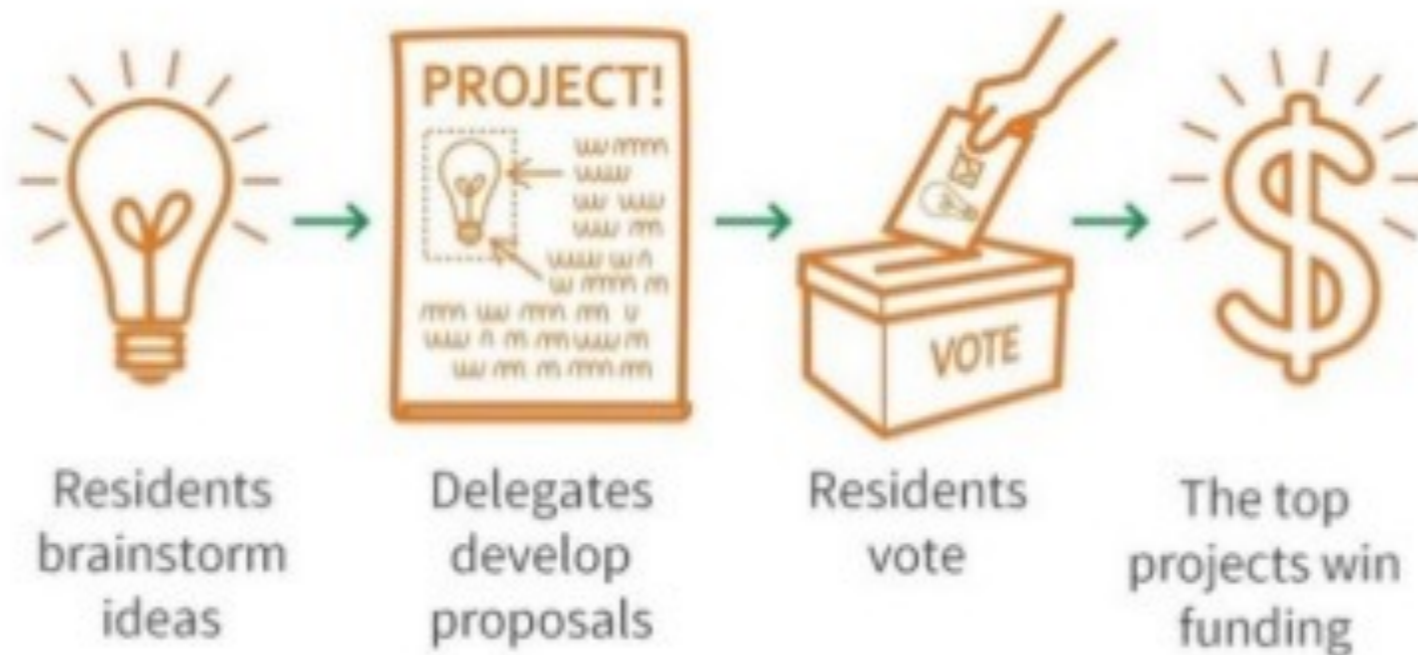 PROJECT!
VOTE
Residents
brainstorm
ideas
Delegates
develop
proposals
Residents
vote
The top
projects win
funding